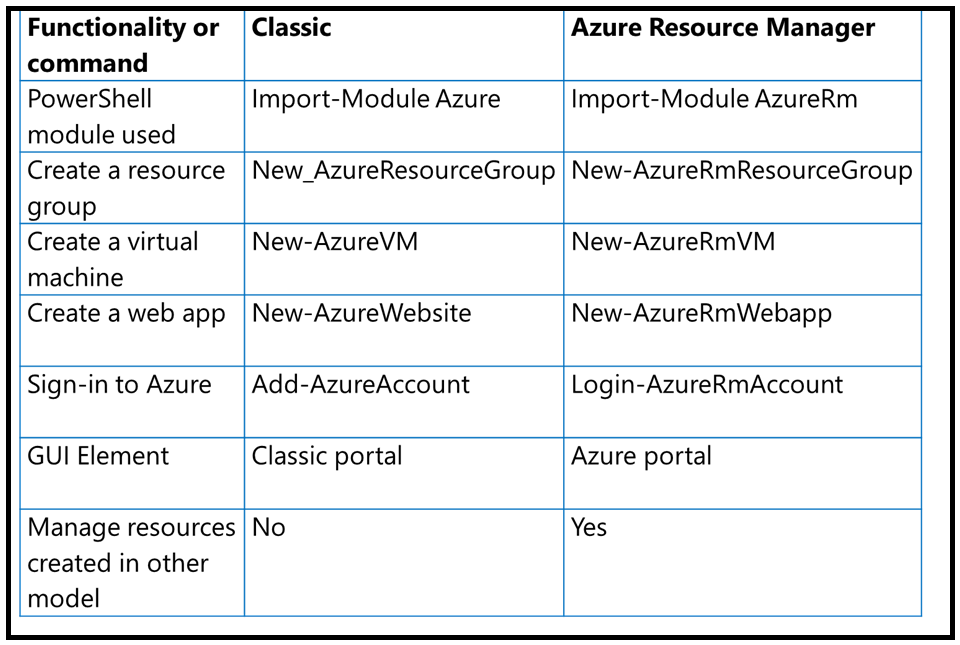 Functionality or command
Classic
Azure Resource Manager
PowerShell module used
Import-Module Azure
Import-Module AzureRm
Create a resource group
New_AzureResourceGroup
New-AzureRmResourceGroup
Create a virtual machine
New-AzureVM
New-AzureRmVM
Create a web app
New-AzureWebsite
New-AzureRmWebapp
Sign-in to Azure
Add-AzureAccount
Login-AzureRmAccount
GUI Element
Classic portal
Azure portal
Manage resources created in other model
No
Yes